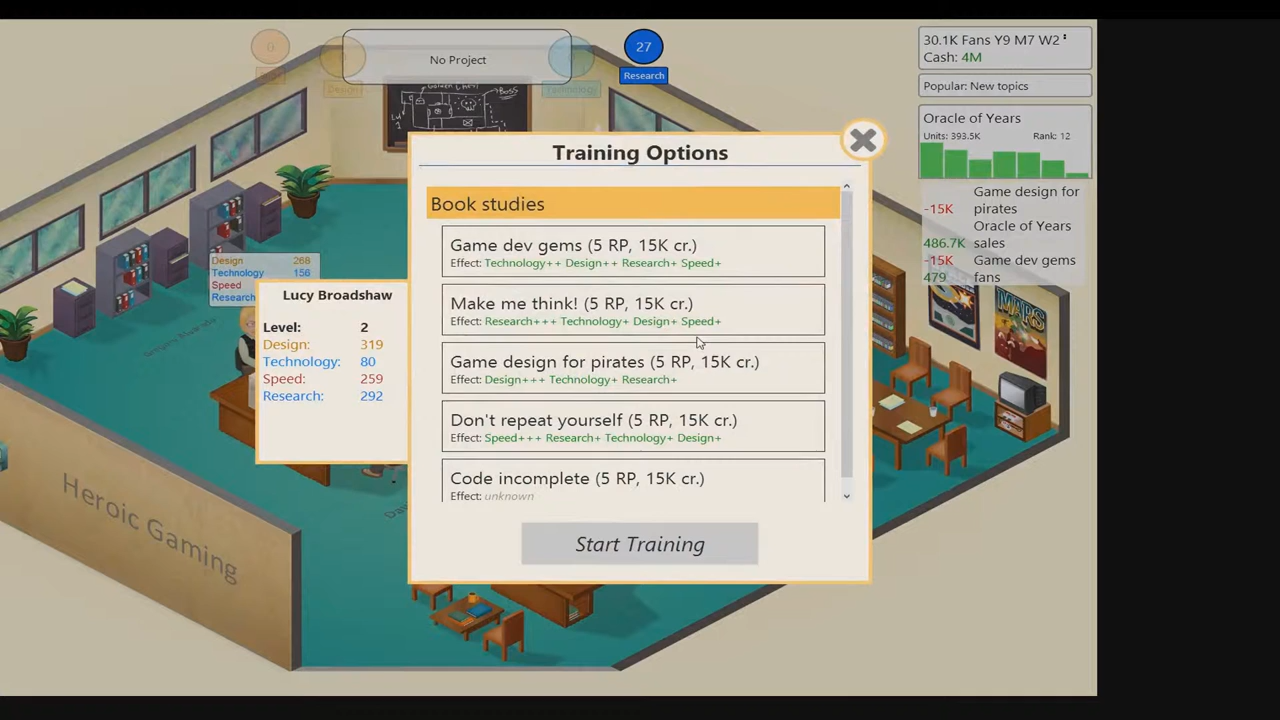 0
No Project
27
Research
30.1K Fans Y9 M7 W2
Cash: 4M
Popular: New topics
Oracle of Years
Units: 393.5K Rank: 12
Game design for
-15K pirates
Oracle of Years
486.7K sales
-15K Game dev gems
479 fans
Boss
MARS
Training Options
Book studies
Game dev gems (5 RP, 15K cr.)
Effect: Technology++ Design++ Research+ Speed+
Make me think! (5 RP, 15K cr.)
Effect: Research+++ Technology+ Design+ Speed+
Game design for pirates (5 RP, 15K cr.)
Effect: Design+++ Technology+ Research+
Don't repeat yourself (5 RP, 15K cr.)
Effect: Speed+++ Research+ Technology+ Design+
Code incomplete (5 RP, 15K cr.)
Effect: unknown
Start Training
Design 268
Technology 156
Speed
Research
Lucy Broadshaw
Level: 2
Design: 319
Technology: 80
Speed: 259
Research: 292
Heroic Gaming